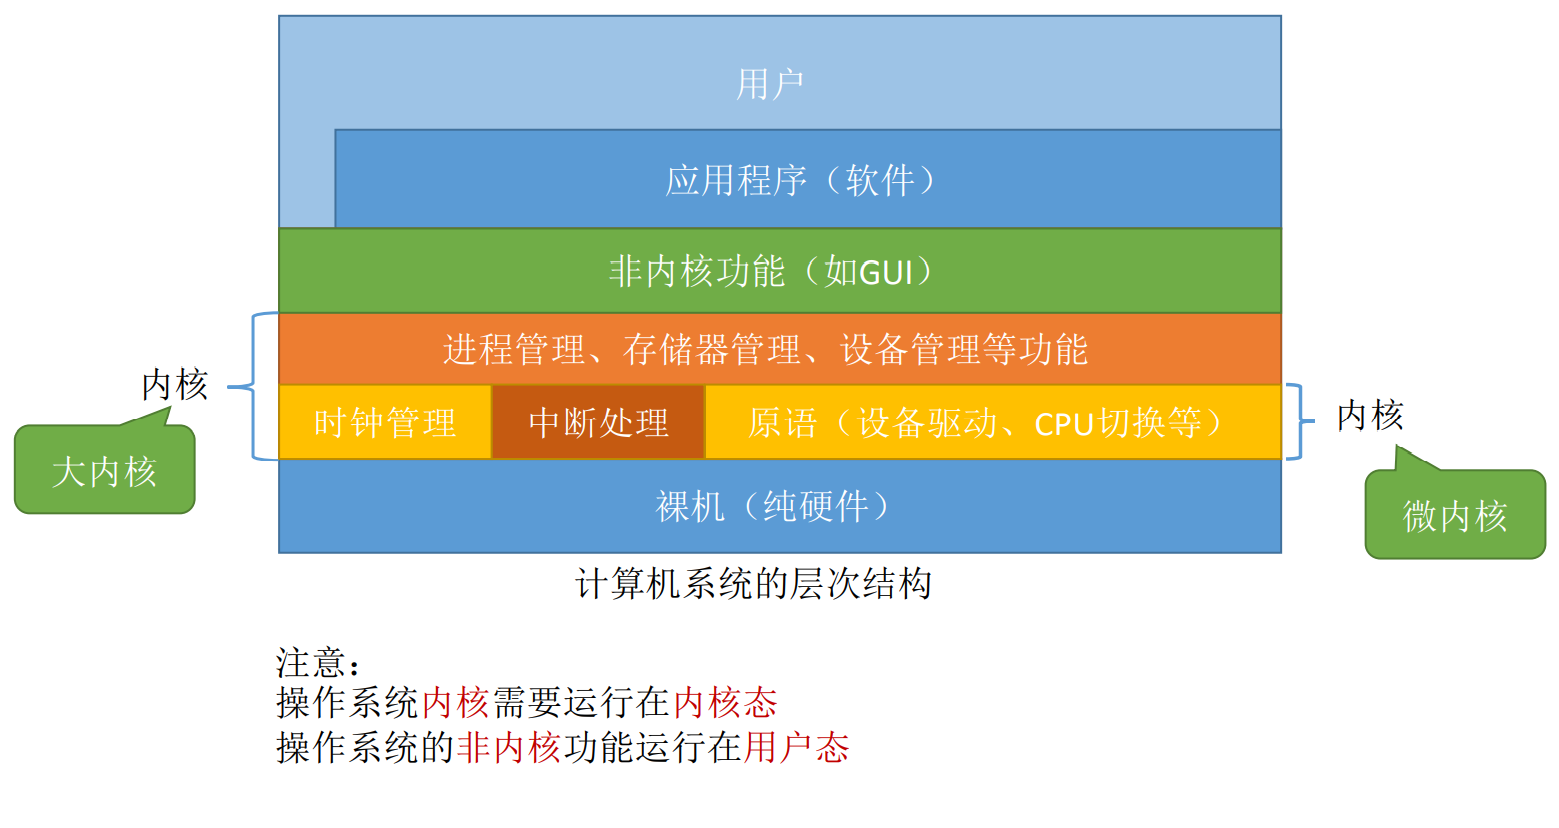 用户
应用程序（软件）
非内核功能（如GUI）
进程管理、存储器管理、设备管理等功能
内核
时钟管理
中断处理
原语（设备驱动、CPU切换等）
内核
大内核
微内核
裸机（纯硬件）
计算机系统的层次结构
注意：
操作系统内核需要运行在内核态
操作系统的非内核功能运行在用户态